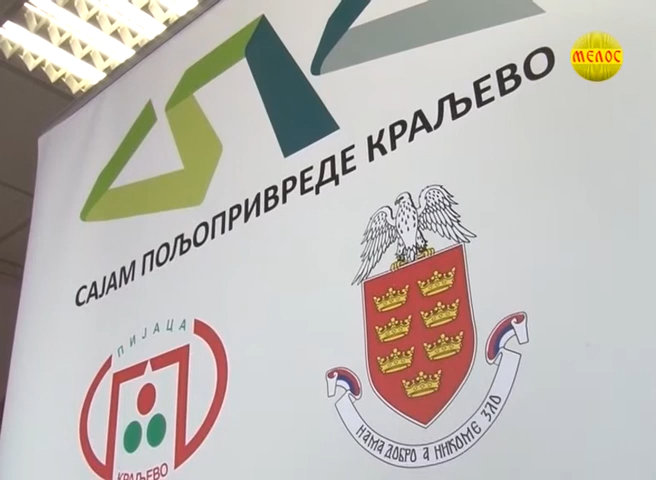 МЕЛОС
САЈАМ ПОЉОПРИВРЕДЕ КРАЉЕВО
ПИЈАЦА
КРАЉЕВО
НАМА ДОБРО А НИКОМЕ ЗЛО